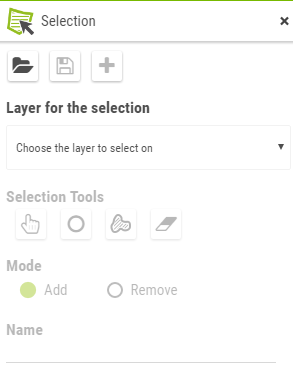 Selection
Layer for the selection
Choose the layer to select on
Selection Tools
Mode
Add
Remove
Name